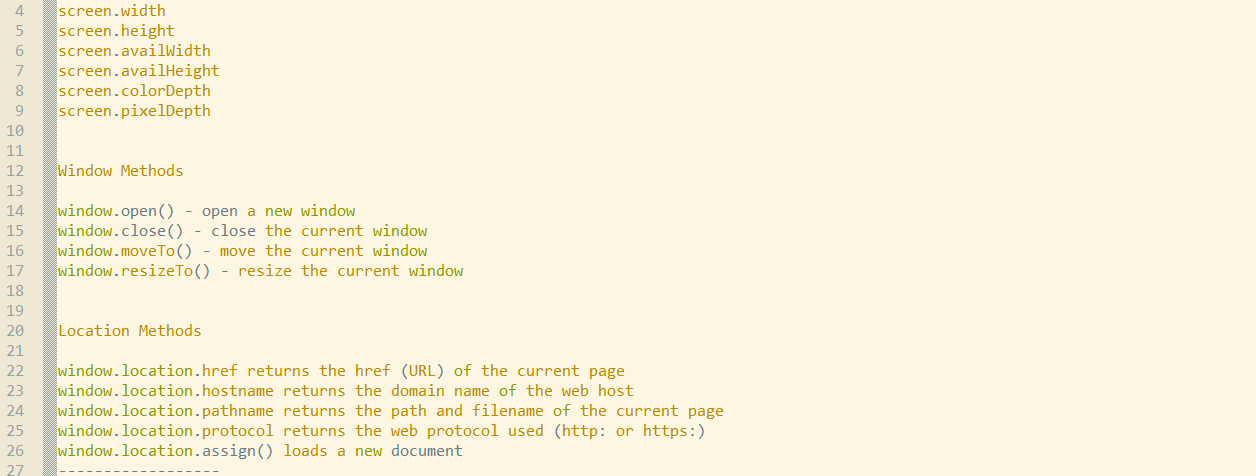 4 screen.width
5 screen.height
6 screen.availWidth
7 screen.availHeight
8 screen.colorDepth
9 screen.pixelDepth
10
11
12 Window Methods
13
14 window.open() - open a new window
15 window.close() - close the current window
16 window.moveTo() - move the current window
17 window.resizeTo() - resize the current window
18
19
20 Location Methods
21
22 window.location.href returns the href (URL) of the current page
23 window.location.hostname returns the domain name of the web host
24 window.location.pathname returns the path and filename of the current page
25 window.location.protocol returns the web protocol used (http: or https:)
26 window.location.assign() loads a new document
27 ------------------